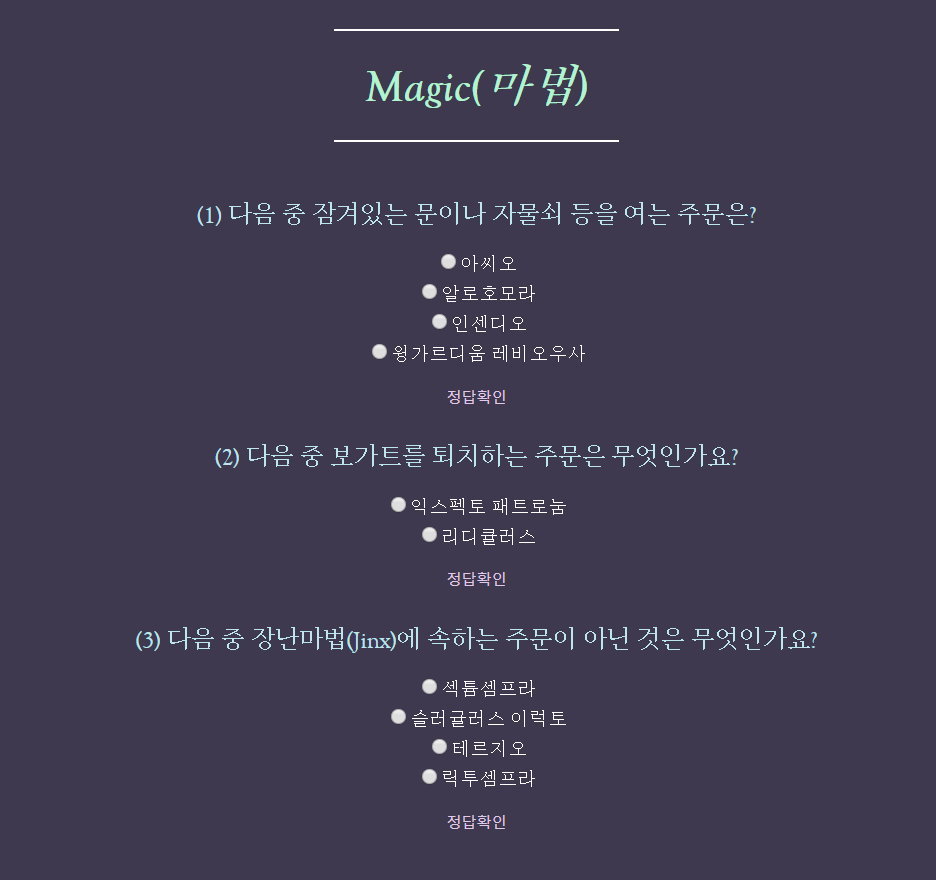 Magic(마법)
(1) 다음 중 잠겨있는 문이나 자물쇠 등을 여는 주문은?
아씨오
알로호모라
인센디오
윙가르디움 레비오우사
정답확인
(2) 다음 중 보가트를 퇴치하는 주문은 무엇인가요?
익스펙토 패트로눔
리디큘러스
정답확인
(3) 다음 중 장난마법(Jinx)에 속하는 주문이 아닌 것은 무엇인가요?
섹튬셈프라
슬러귤러스 이럭토
테르지오
릭투셈프라
정답확인